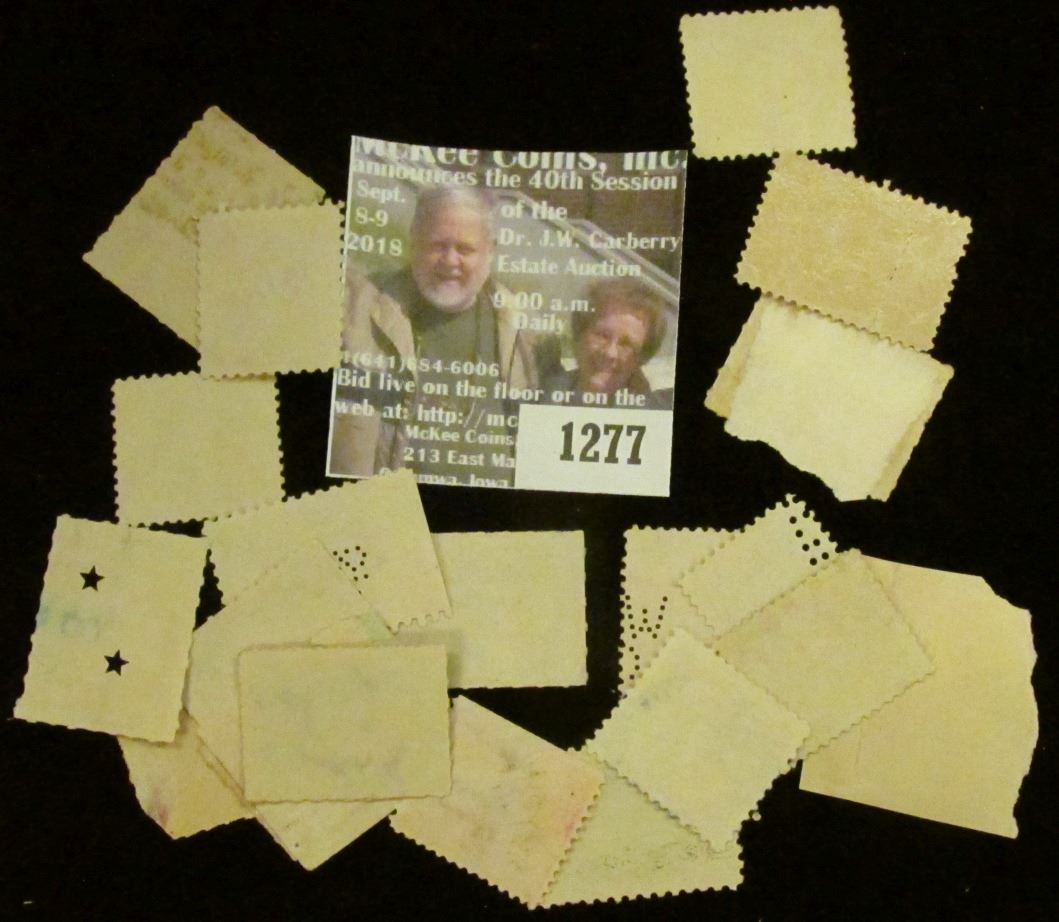 McKee Coins, Inc.
announces the 40th Session
Sept. of the
8-9 Dr. J.W. Carberry
2018 Estate Auction
9:00 a.m.
Daily
1(641)684-6006
Bid live on the floor or on the
web at: http://mc
McKee Coins,
213 East Ma
Iowa
1277